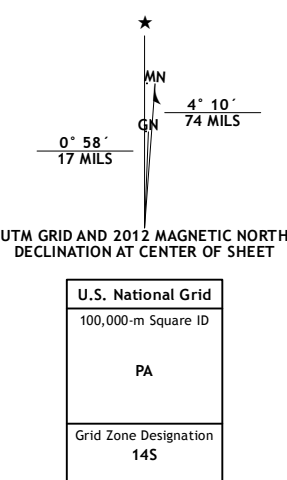 ★
MN
4° 10´
74 MILS
GN
0° 58´
17 MILS
UTM GRID AND 2012 MAGNETIC NORTH
DECLINATION AT CENTER OF SHEET
U.S. National Grid
100,000-m Square ID
PA
Grid Zone Designation
14S